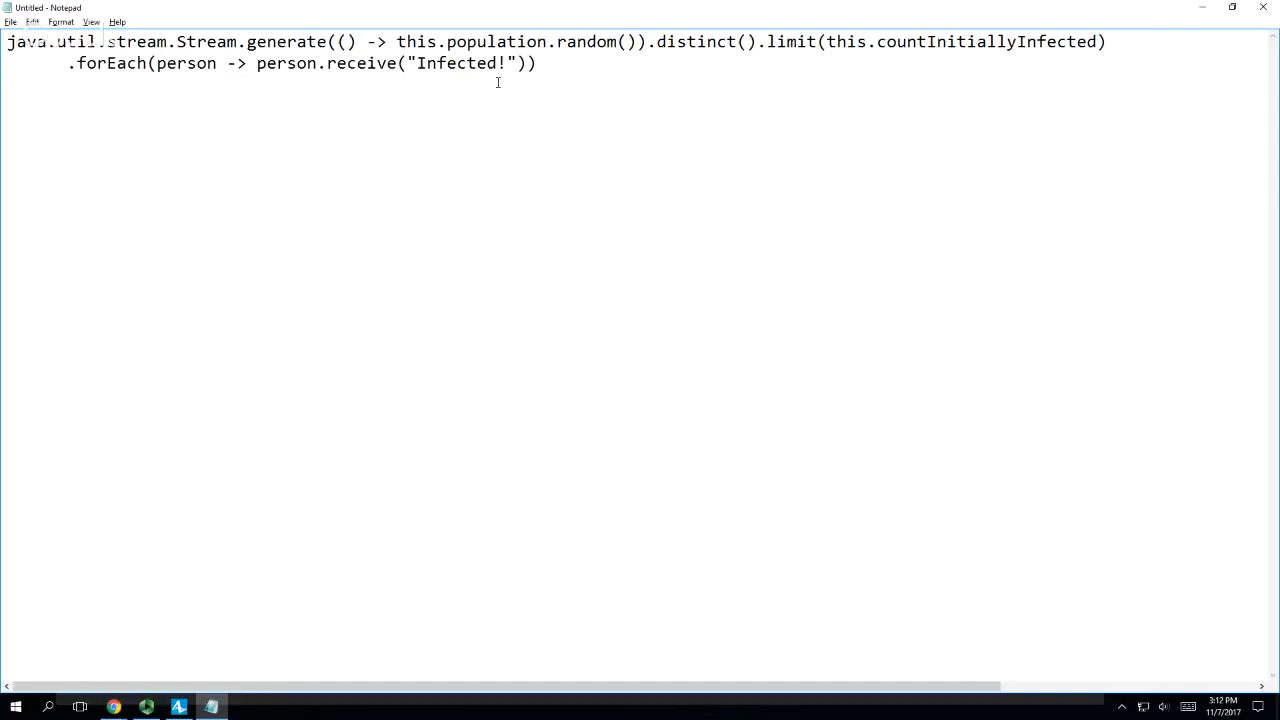 Untitled - Notepad
File Edit Format View Help
java.util.stream.Stream.generate(() -> this.population.random()).distinct().limit(this.countInitiallyInfected)
.forEach(person -> person.receive("Infected!"))
3:12 PM
11/7/2017